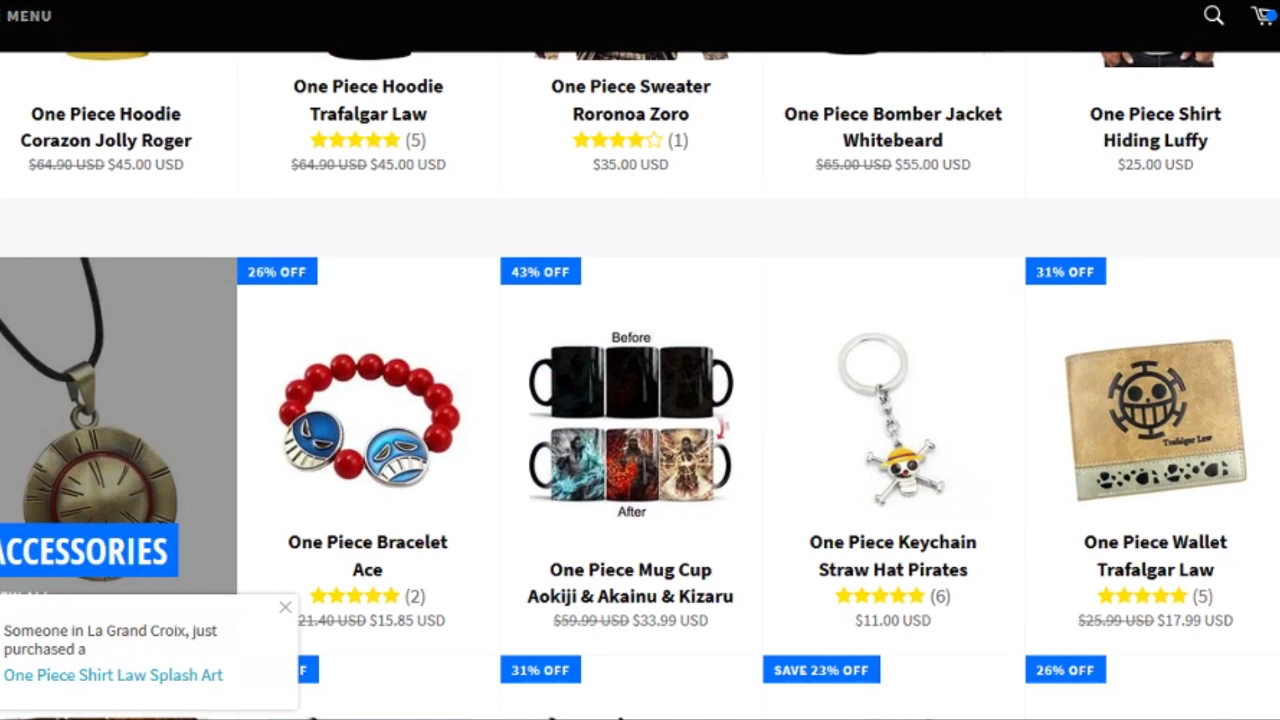 MENU
One Piece Hoodie
Corazon Jolly Roger
$64.90 USD $45.00 USD
One Piece Hoodie
Trafalgar Law
(5)
$64.90 USD $45.00 USD
One Piece Sweater
Roronoa Zoro
(1)
$35.00 USD
One Piece Bomber Jacket
Whitebeard
$65.00 USD $55.00 USD
One Piece Shirt
Hiding Luffy
$25.00 USD
ACCESSORIES
26% OFF
One Piece Bracelet
Ace
(2)
21.40 USD $15.85 USD
43% OFF
Before
After
One Piece Mug Cup
Aokiji & Akainu & Kizaru
$59.99 USD $33.99 USD
One Piece Keychain
Straw Hat Pirates
(6)
$11.00 USD
31% OFF
Trafalgar Law
One Piece Wallet
Trafalgar Law
(5)
$25.99 USD $17.99 USD
Someone in La Grand Croix, just
purchased a
One Piece Shirt Law Splash Art
31% OFF
SAVE 23% OFF
26% OFF